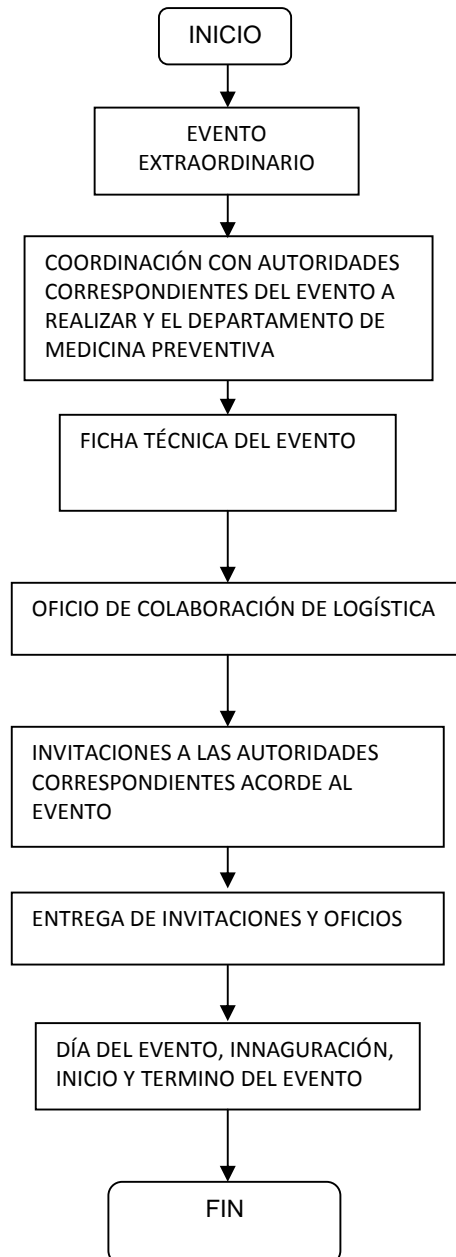 INICIO
EVENTO
EXTRAORDINARIO
COORDINACIÓN CON AUTORIDADES
CORRESPONDIENTES DEL EVENTO A
REALIZAR Y EL DEPARTAMENTO DE
MEDICINA PREVENTIVA
FICHA TÉCNICA DEL EVENTO
OFICIO DE COLABORACIÓN DE LOGÍSTICA
INVITACIONES A LAS AUTORIDADES
CORRESPONDIENTES ACORDE AL
EVENTO
ENTREGA DE INVITACIONES Y OFICIOS
DÍA DEL EVENTO, INNAGURACIÓN,
INICIO Y TERMINO DEL EVENTO
FIN